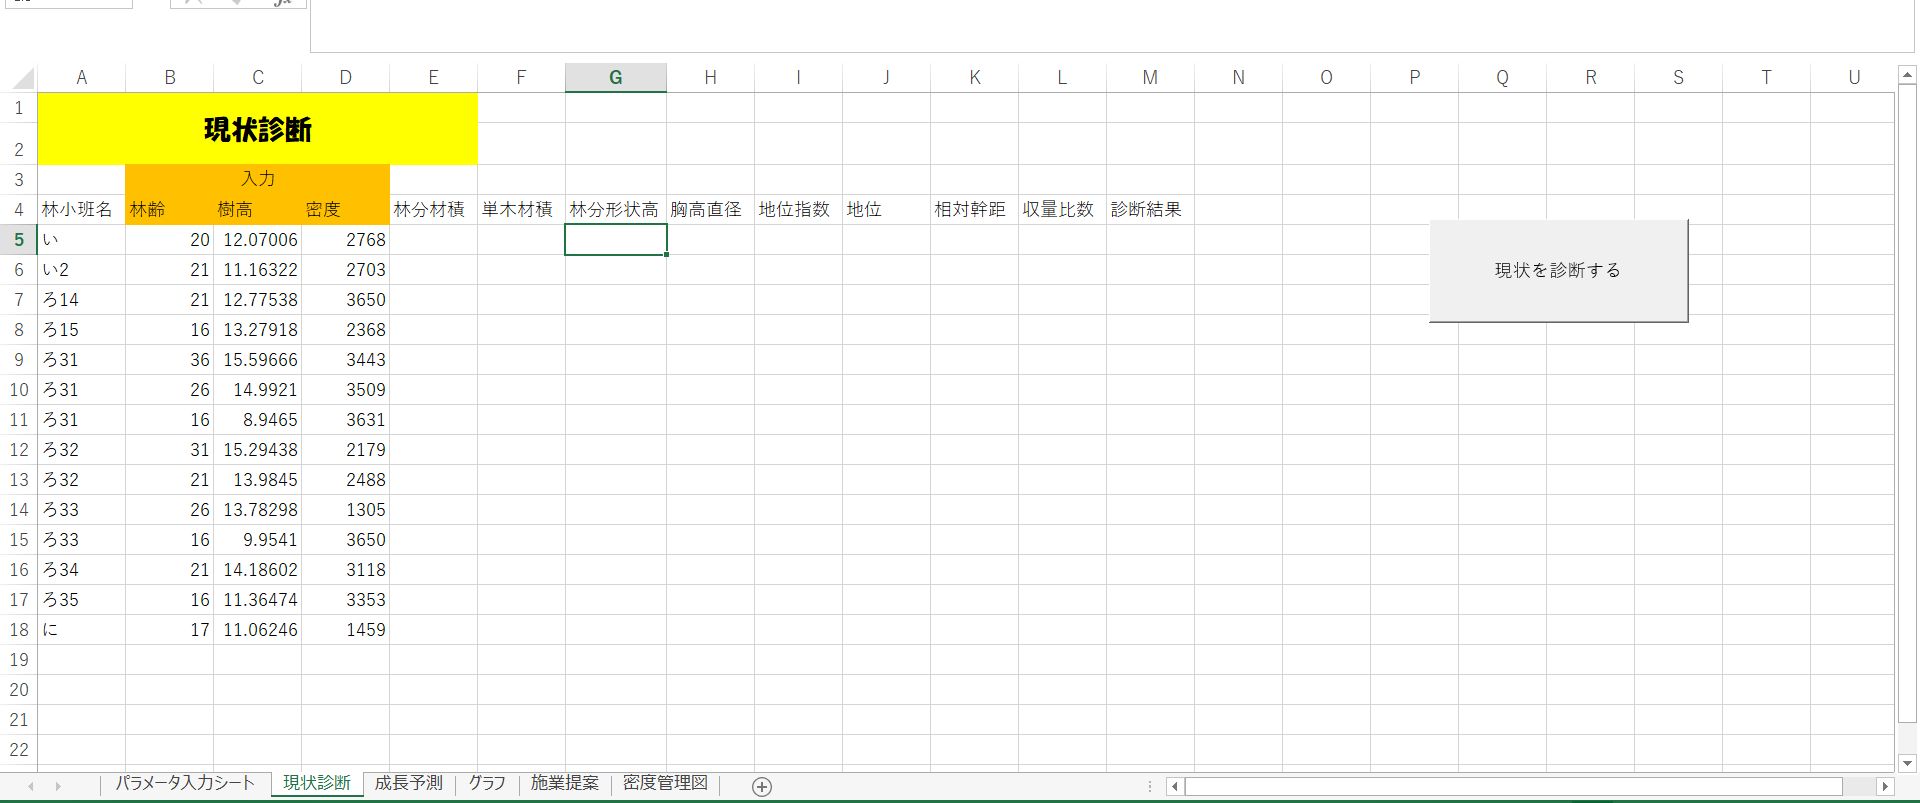 A B C D E F G H I J K L M N O P Q R S T U
1
現状診断
2
3 入力
4 林小班名 林齢 樹高 密度 林分材積 単木材積 林分形状高 胸高直径 地位指数 地位 相対幹距 収量比数 診断結果
5 い 20 12.07006 2768
6 い2 21 11.16322 2703
現状を診断する
7 ろ14 21 12.77538 3650
8 ろ15 16 13.27918 2368
9 ろ31 36 15.59666 3443
10 ろ31 26 14.9921 3509
11 ろ31 16 8.9465 3631
12 ろ32 31 15.29438 2179
13 ろ32 21 13.9845 2488
14 ろ33 26 13.78298 1305
15 ろ33 16 9.9541 3650
16 ろ34 21 14.18602 3118
17 ろ35 16 11.36474 3353
18 に 17 11.06246 1459
19
20
21
22
パラメータ入力シート 現状診断 成長予測 グラフ 施業提案 密度管理図